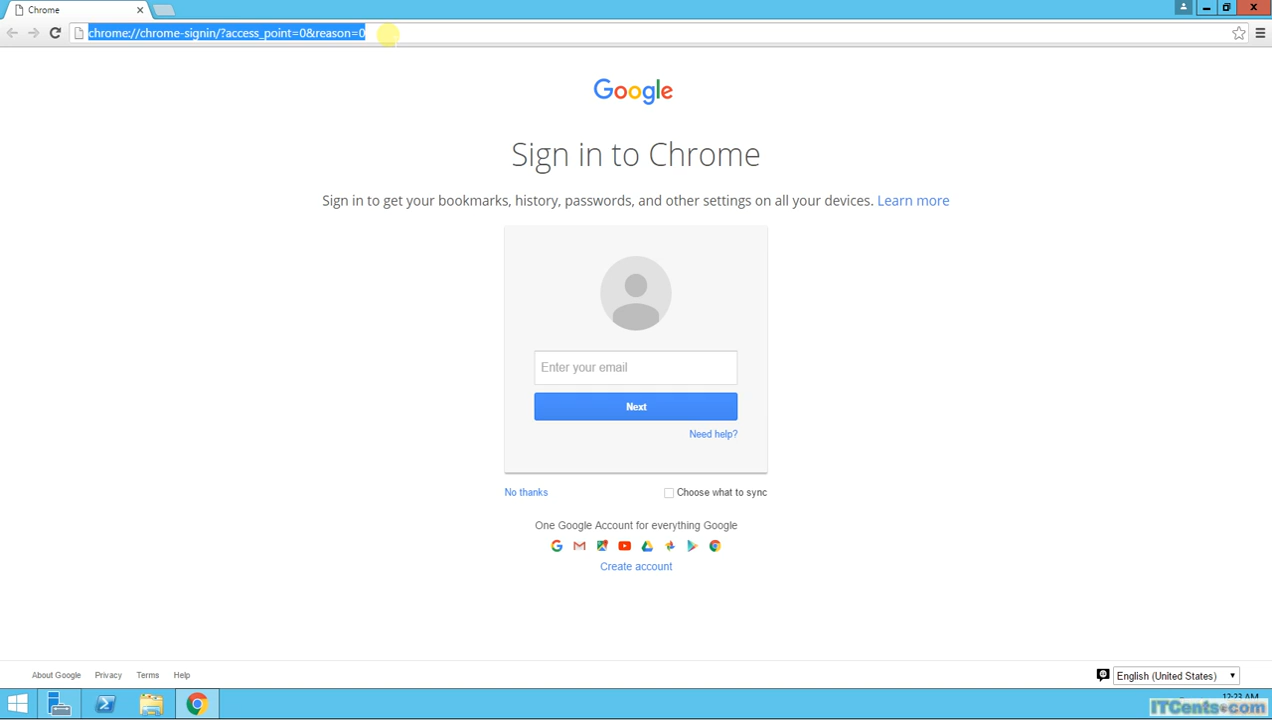 Chrome
chrome://chrome-signin/?access_point=0&reason=0
Google
Sign in to Chrome
Sign in to get your bookmarks, history, passwords, and other settings on all your devices. Learn more
Enter your email
Next
Need help?
No thanks
Choose what to sync
One Google Account for everything Google
Create account
About Google Privacy Terms Help
English (United States)
12:23 AM
ITCents.com